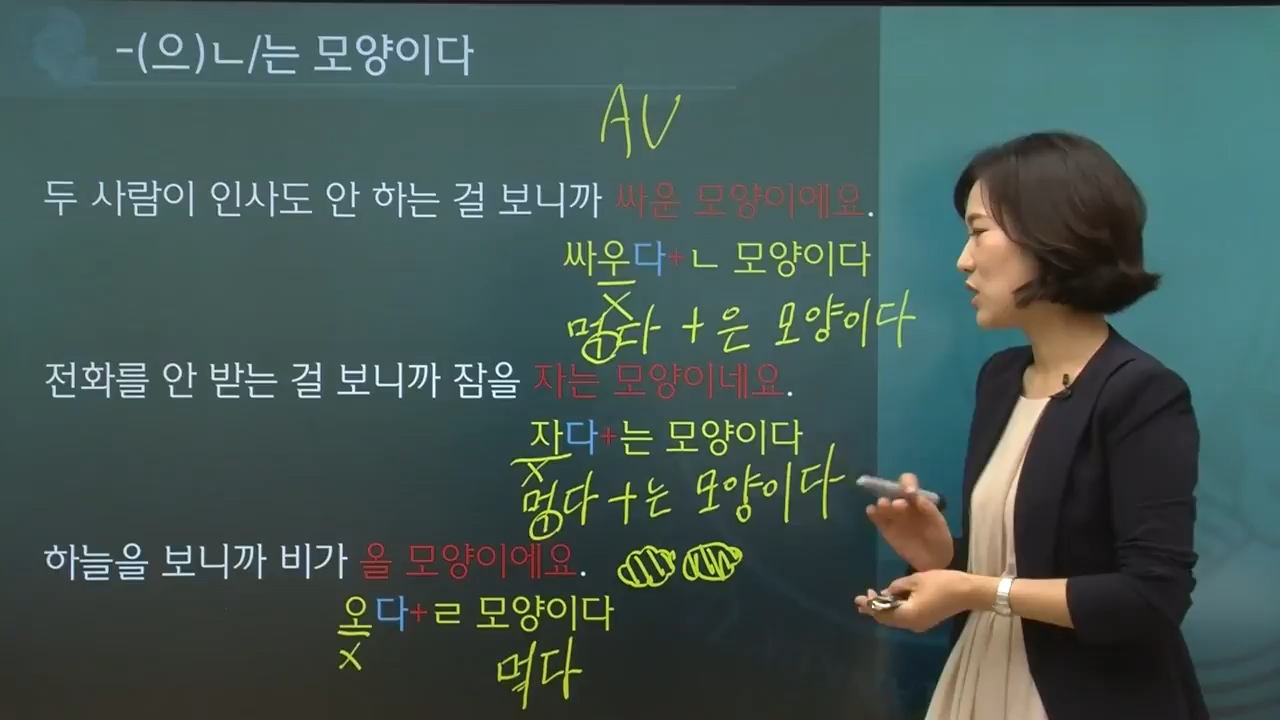 -(으)ㄴ/는 모양이다
AV
두 사람이 인사도 안 하는 걸 보니까 싸운 모양이에요.
싸우다+ㄴ 모양이다
x
먹다 + 은 모양이다
전화를 안 받는 걸 보니까 잠을 자는 모양이네요.
자다+는 모양이다
x
먹다 + 는 모양이다
하늘을 보니까 비가 올 모양이에요.
오다+ㄹ 모양이다
x
먹다